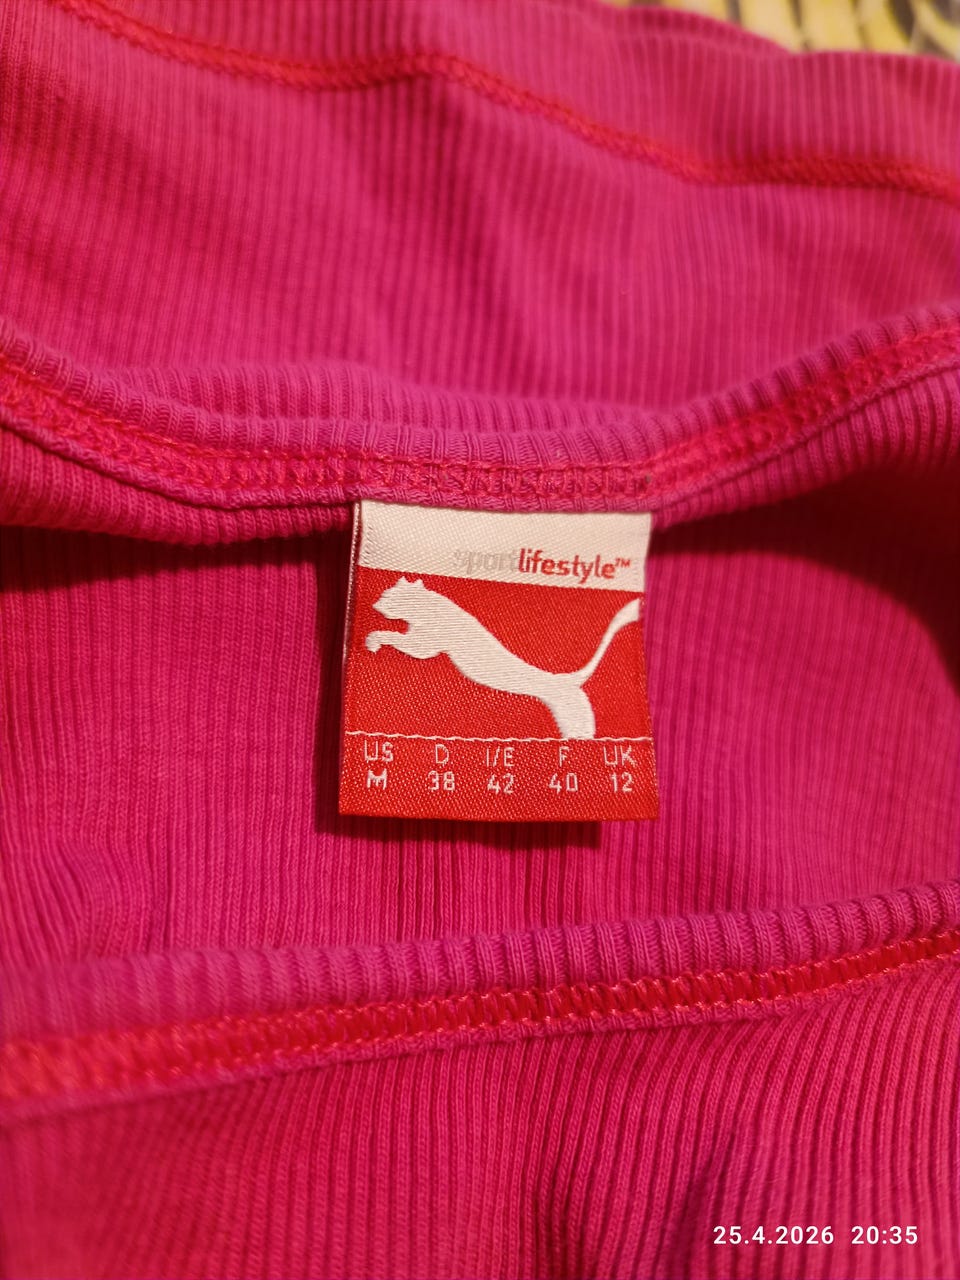 sportlifestyle™
US D I/E F UK
M 38 42 40 12
25.4.2026 20:35